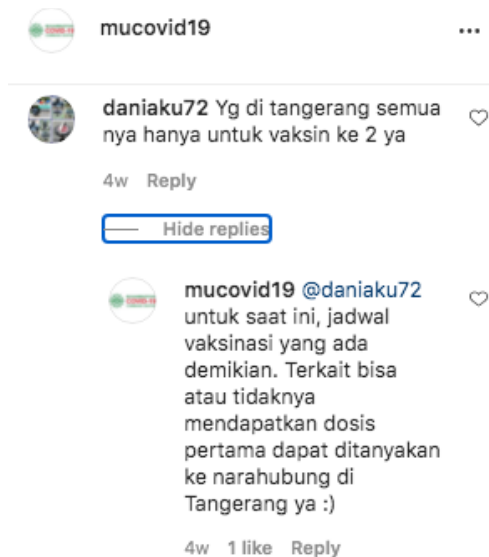 mucovid19
daniaku72 Yg di tangerang semua
nya hanya untuk vaksin ke 2 ya
4w Reply
Hide replies
mucovid19 @daniaku72
untuk saat ini, jadwal
vaksinasi yang ada
demikian. Terkait bisa
atau tidaknya
mendapatkan dosis
pertama dapat ditanyakan
ke narahubung di
Tangerang ya :)
4w 1 like Reply